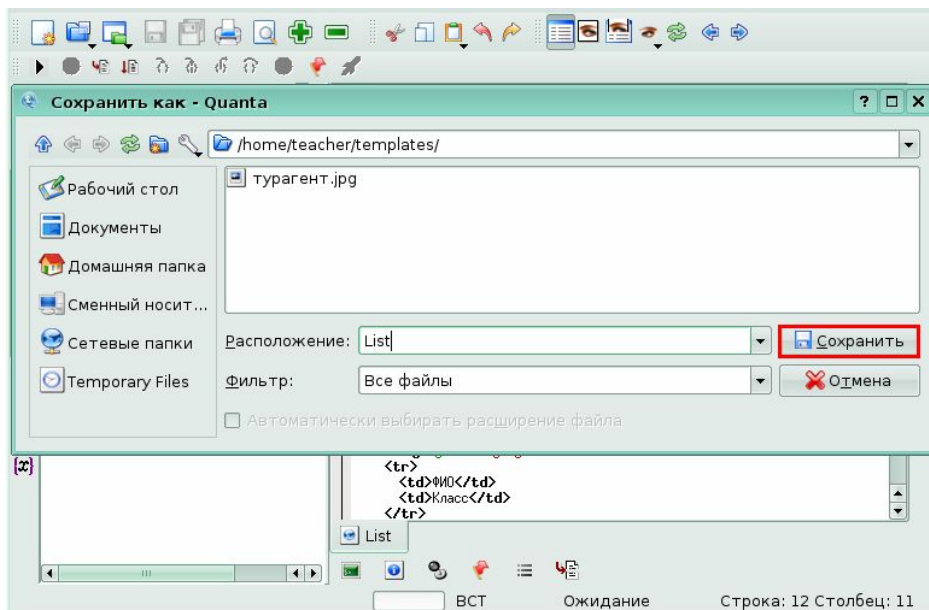 Сохранить как - Quanta
/home/teacher/templates/
Рабочий стол
Документы
Домашняя папка
Сменный носит...
Сетевые папки
Temporary Files
турагент.jpg
Расположение: List
Сохранить
Фильтр: Все файлы
Отмена
Автоматически выбирать расширение файла
{x}
<tr>
<td>ФИО</td>
<td>Класс</td>
</tr>
List
ВСТ Ожидание Строка: 12 Столбец: 11